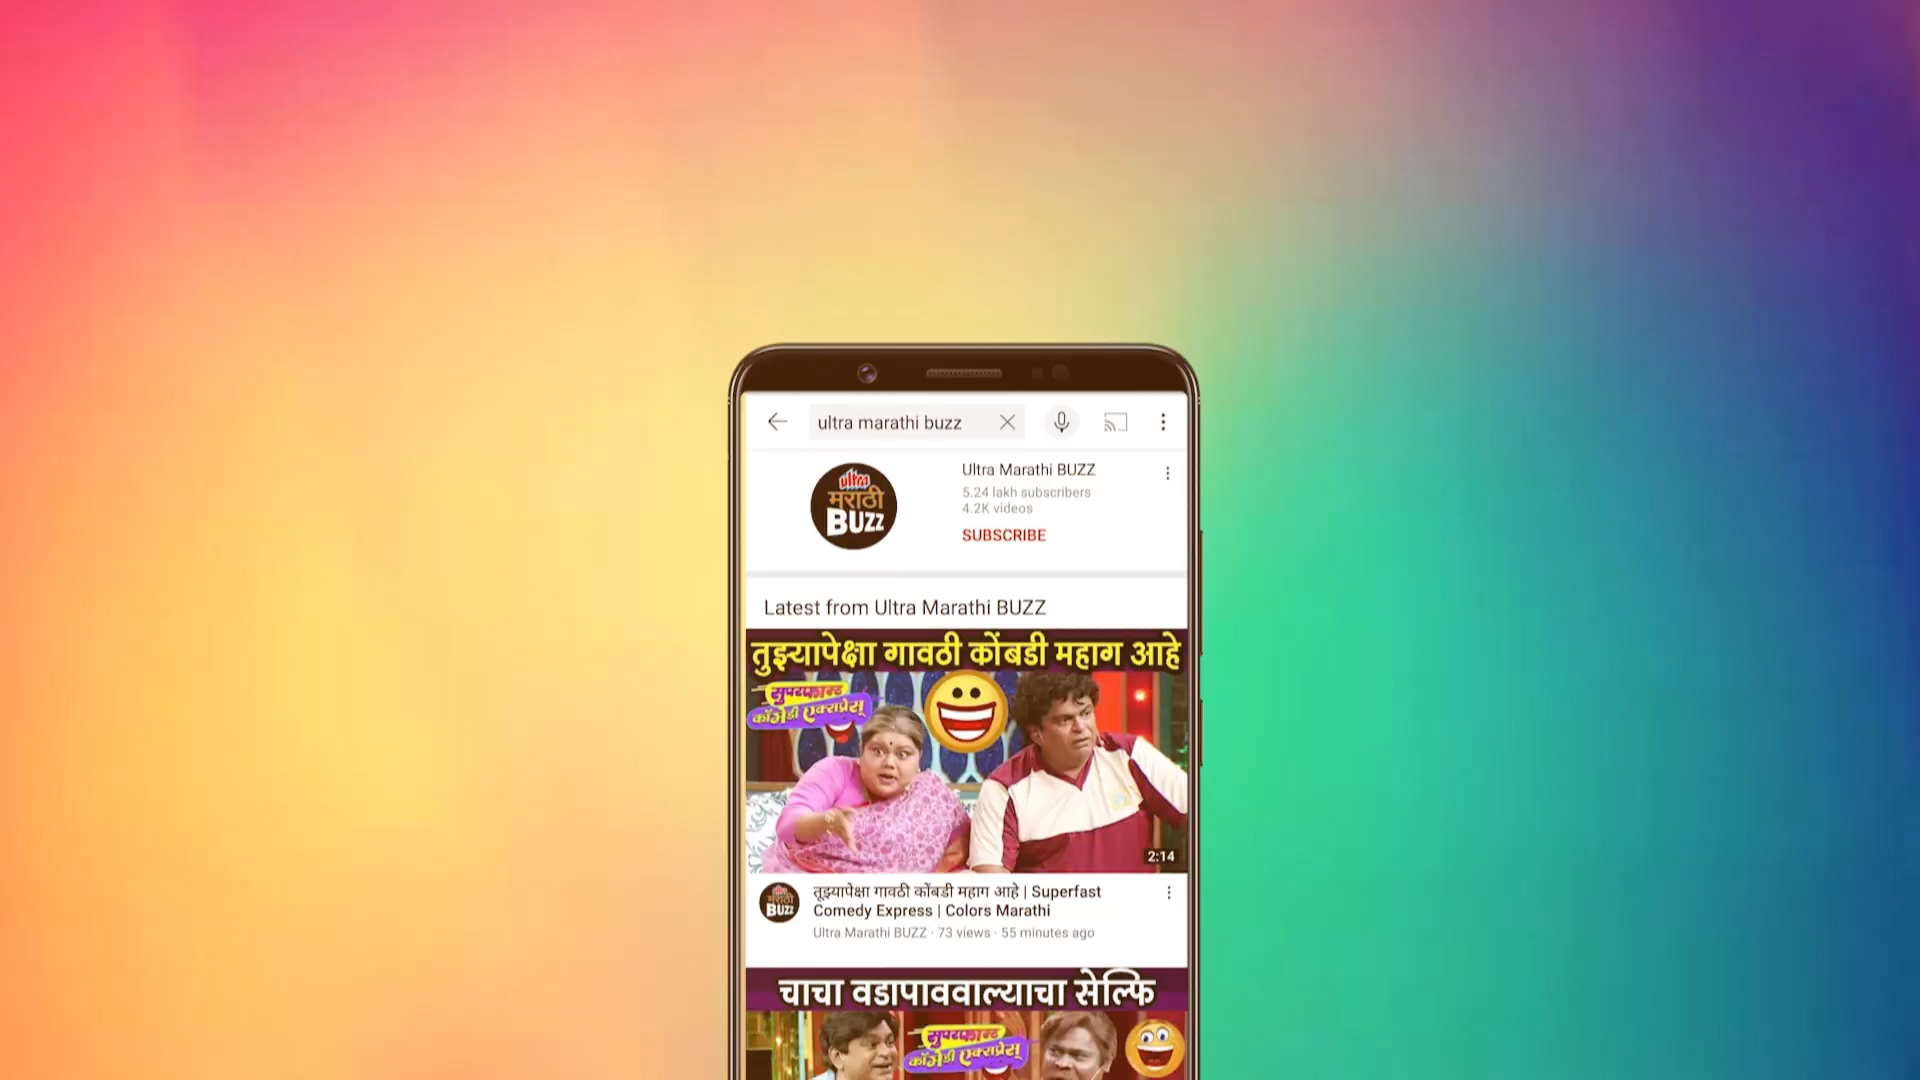 ultra marathi buzz
ultra
मराठी
BUZZ
Ultra Marathi BUZZ
5.24 lakh subscribers
4.2K videos
SUBSCRIBE
Latest from Ultra Marathi BUZZ
तुझ्यापेक्षा गावठी कोंबडी महाग आहे
सुपरफास्ट
कॉमेडी एक्सप्रेस्
2:14
मराठी
BUZZ
तूझ्यापेक्षा गावठी कोंबडी महाग आहे | Superfast
Comedy Express | Colors Marathi
Ultra Marathi BUZZ · 73 views · 55 minutes ago
चाचा वडापाववाल्याचा सेल्फि
सुपरफास्ट
कॉमेडी एक्सप्रेस्